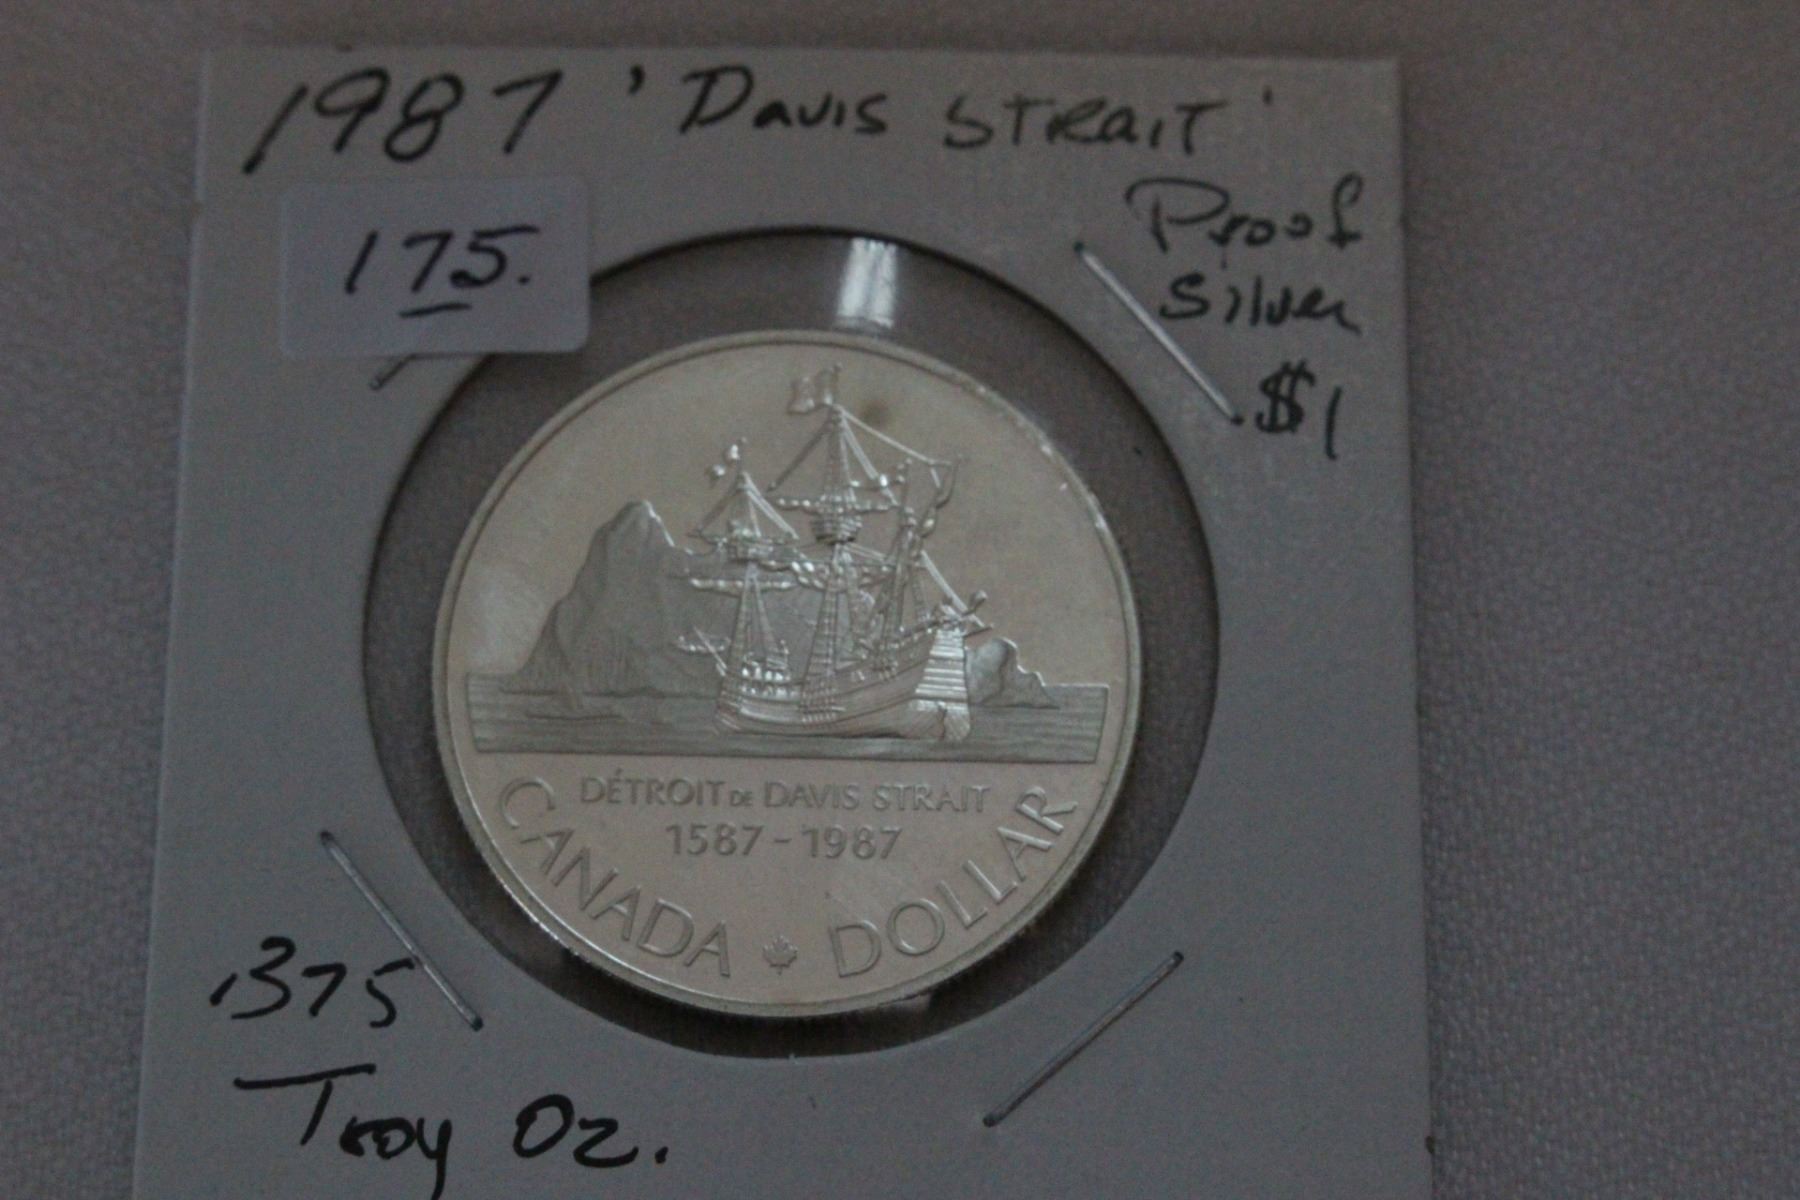 1987 'Davis Strait'
Proof
Silver
$1
175.
DÉTROIT DE DAVIS STRAIT
1587-1987
CANADA DOLLAR
.375
Troy Oz.